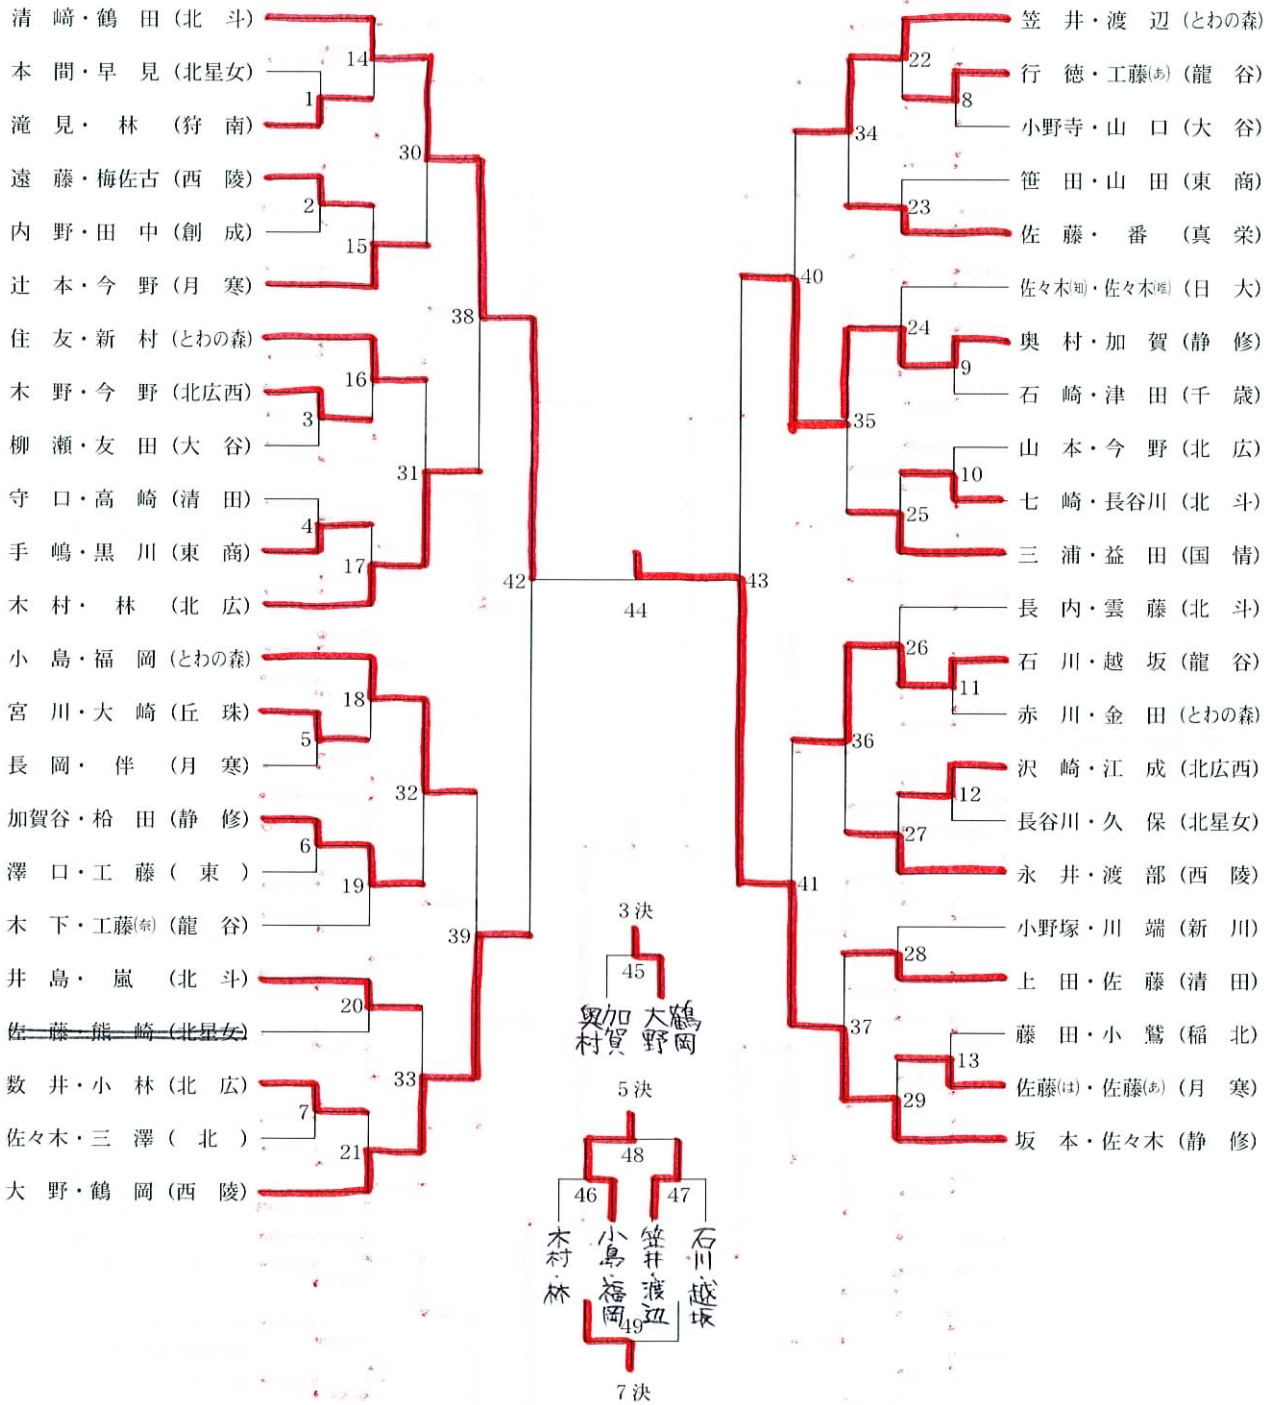 清﨑・鶴田(北斗)
本間・早見(北星女)
滝見・林(狩南)
遠藤・梅佐古(西陵)
内野・田中(創成)
辻本・今野(月寒)
住友・新村(とわの森)
木野・今野(北広西)
柳瀬・友田(大谷)
守口・高崎(清田)
手嶋・黒川(東商)
木村・林(北広)
小島・福岡(とわの森)
宮川・大崎(丘珠)
長岡・伴(月寒)
加賀谷・枱田(静修)
澤口・工藤(東)
木下・工藤㈮(龍谷)
井島・嵐(北斗)
佐藤・熊崎(北星女)
数井・小林(北広)
佐々木・三澤(北)
大野・鶴岡(西陵)
1
2
3
4
5
6
7
14
15
16
17
18
19
20
21
30
31
32
33
38
39
42
44
43
3決
45
奥村
加賀
大野
鶴岡
5決
48
46
47
木村・林
小島・福岡
笠井・渡辺
石川・越坂
49
7決
40
41
34
35
36
37
22
23
24
25
26
27
28
29
8
9
10
11
12
13
笠井・渡辺(とわの森)
行徳・工藤(あ)(龍谷)
小野寺・山口(大谷)
笹田・山田(東商)
佐藤・番(真栄)
佐々木(知)・佐々木(唯)(日大)
奥村・加賀(静修)
石崎・津田(千歳)
山本・今野(北広)
七崎・長谷川(北斗)
三浦・益田(国情)
長内・雲藤(北斗)
石川・越坂(龍谷)
赤川・金田(とわの森)
沢崎・江成(北広西)
長谷川・久保(北星女)
永井・渡部(西陵)
小野塚・川端(新川)
上田・佐藤(清田)
藤田・小鷲(稲北)
佐藤(は)・佐藤(あ)(月寒)
坂本・佐々木(静修)